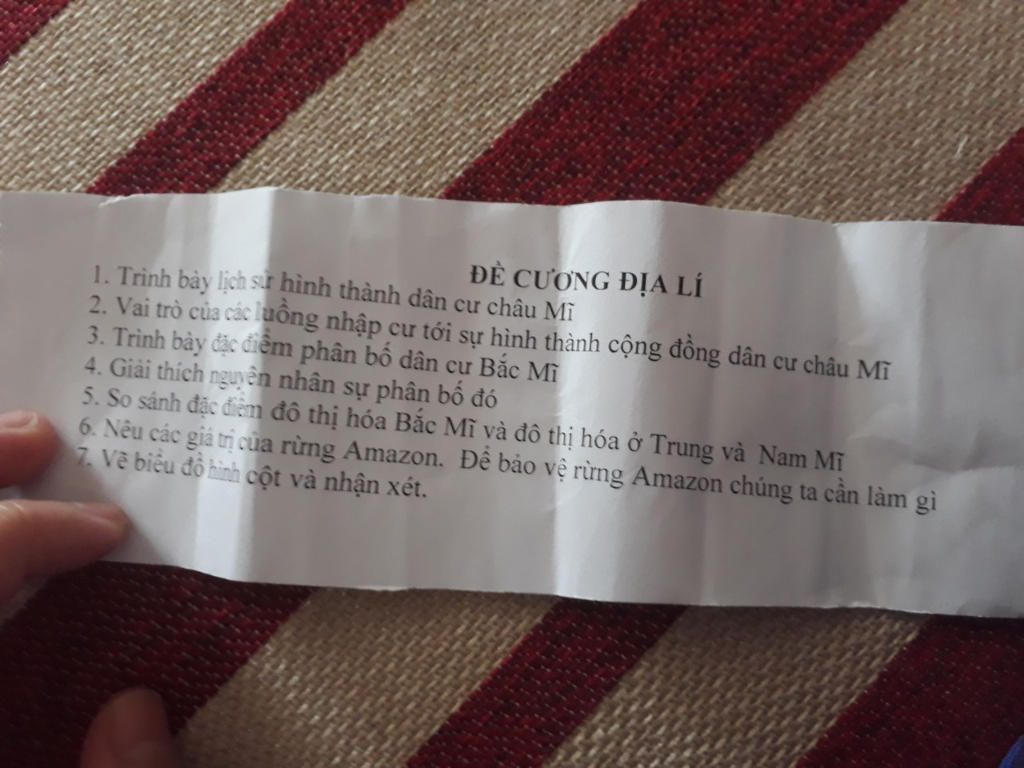 ĐỀ CƯƠNG ĐỊA LÍ
1. Trình bày lịch sử hình thành dân cư châu Mĩ
2. Vai trò của các luồng nhập cư tới sự hình thành cộng đồng dân cư châu Mĩ
3. Trình bày đặc điểm phân bố dân cư Bắc Mĩ
4. Giải thích nguyên nhân sự phân bố đó
5. So sánh đặc điểm đô thị hóa Bắc Mĩ và đô thị hóa ở Trung và Nam Mĩ
6. Nêu các giá trị của rừng Amazon. Để bảo vệ rừng Amazon chúng ta cần làm gì
7. Vẽ biểu đồ hình cột và nhận xét.